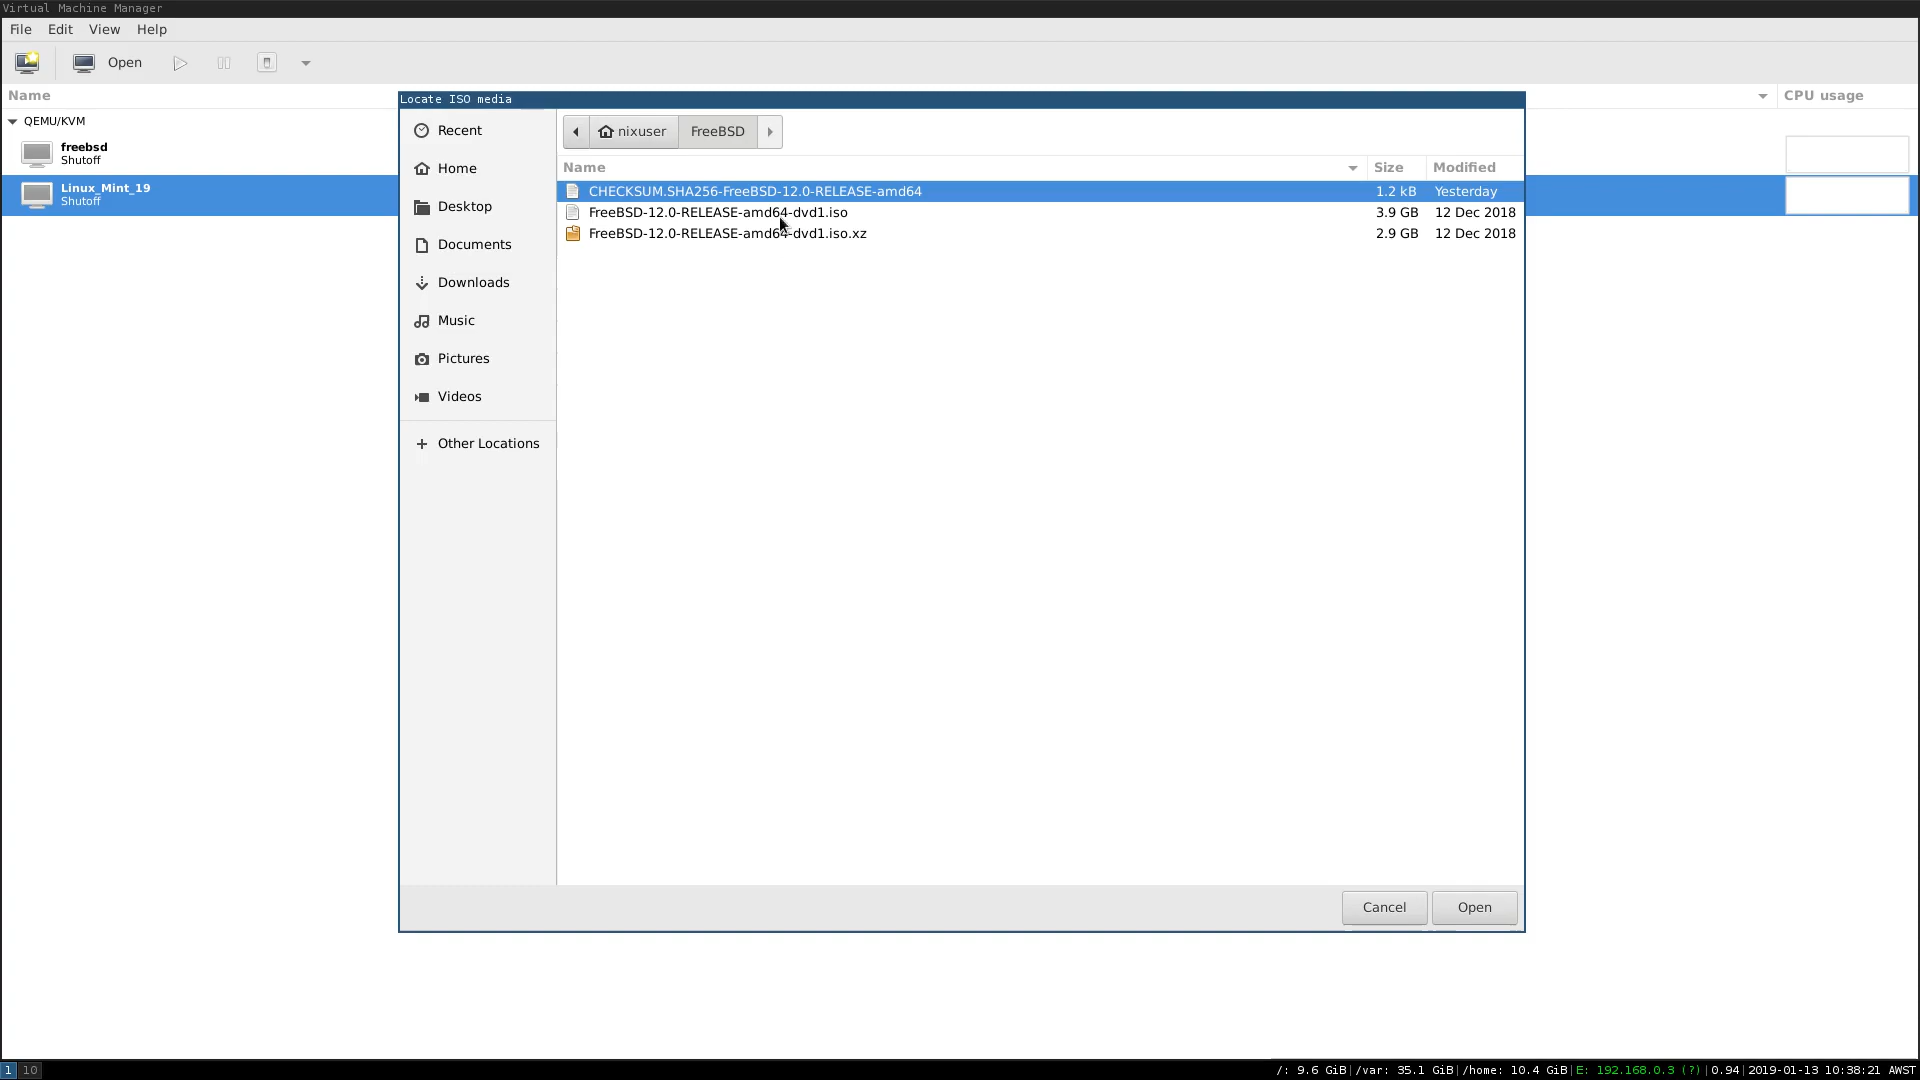 Virtual Machine Manager
File Edit View Help
Open
Name CPU usage
QEMU/KVM
freebsd
Shutoff
Linux_Mint_19
Shutoff
Locate ISO media
Recent
Home
Desktop
Documents
Downloads
Music
Pictures
Videos
Other Locations
nixuser FreeBSD
Name Size Modified
CHECKSUM.SHA256-FreeBSD-12.0-RELEASE-amd64 1.2 kB Yesterday
FreeBSD-12.0-RELEASE-amd64-dvd1.iso 3.9 GB 12 Dec 2018
FreeBSD-12.0-RELEASE-amd64-dvd1.iso.xz 2.9 GB 12 Dec 2018
Cancel Open
1 10 /: 9.6 GiB|/var: 35.1 GiB|/home: 10.4 GiB|E: 192.168.0.3 (?)|0.94|2019-01-13 10:38:21 AWST